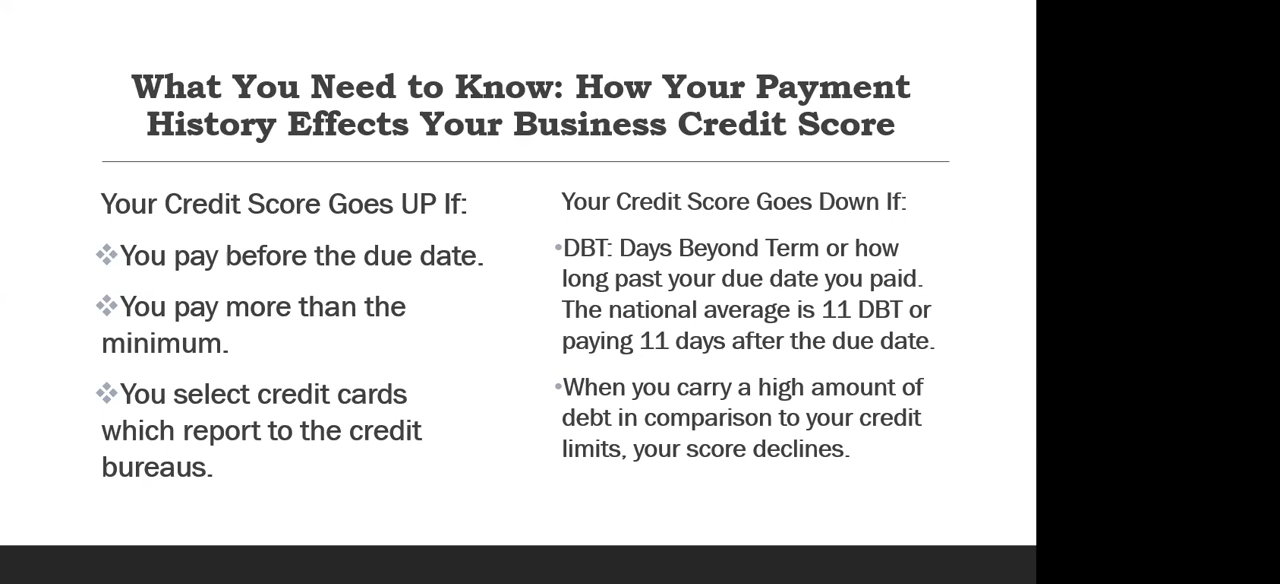 What You Need to Know: How Your Payment
History Effects Your Business Credit Score
Your Credit Score Goes UP If:
❖You pay before the due date.
❖You pay more than the
minimum.
❖You select credit cards
which report to the credit
bureaus.
Your Credit Score Goes Down If:
•DBT: Days Beyond Term or how
long past your due date you paid.
The national average is 11 DBT or
paying 11 days after the due date.
•When you carry a high amount of
debt in comparison to your credit
limits, your score declines.